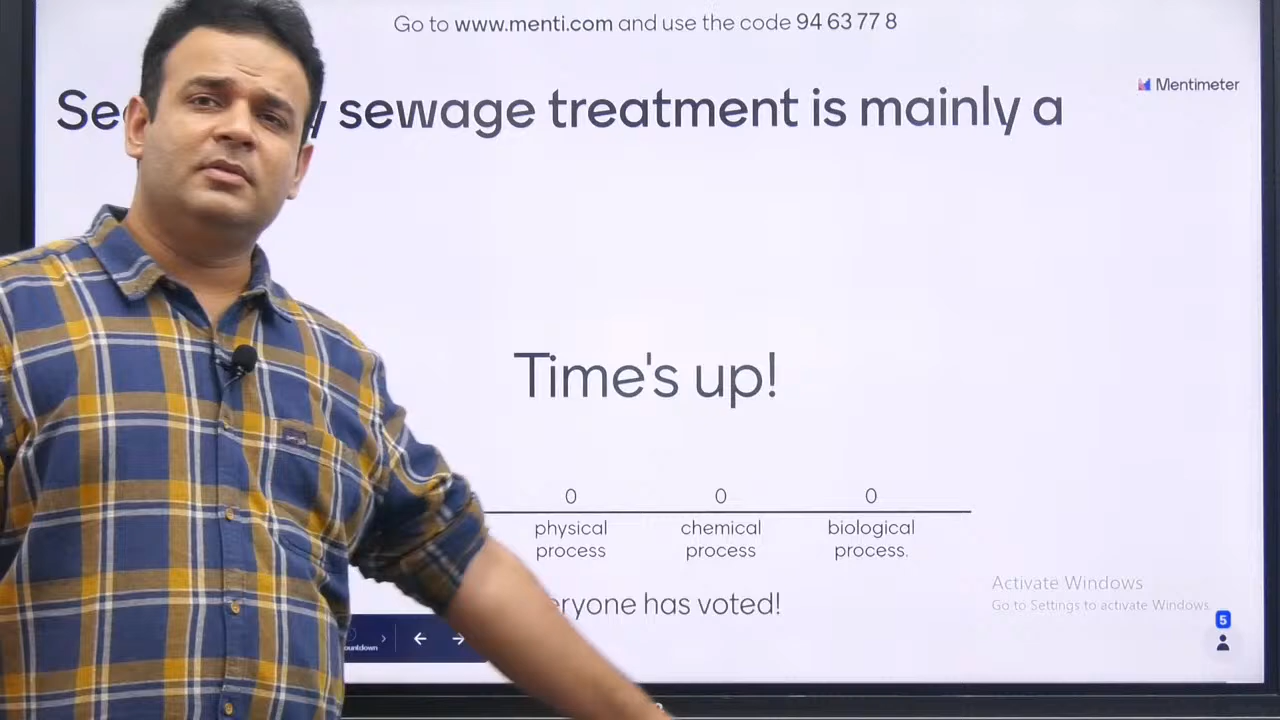 Go to www.menti.com and use the code 94 63 77 8
Mentimeter
sewage treatment is mainly a
Time's up!
0 0 0
physical process
chemical process
biological process.
has voted!
Activate Windows
Go to Settings to activate Windows.
5